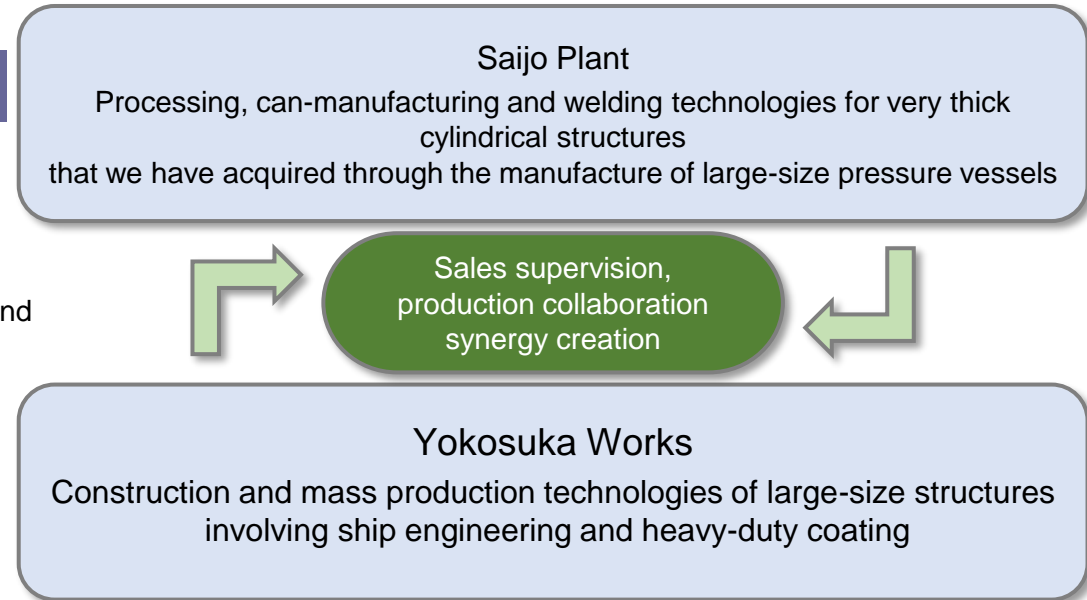 Saijo Plant
Processing, can-manufacturing and welding technologies for very thick
cylindrical structures
that we have acquired through the manufacture of large-size pressure vessels
Sales supervision,
production collaboration
synergy creation
Yokosuka Works
Construction and mass production technologies of large-size structures
involving ship engineering and heavy-duty coating